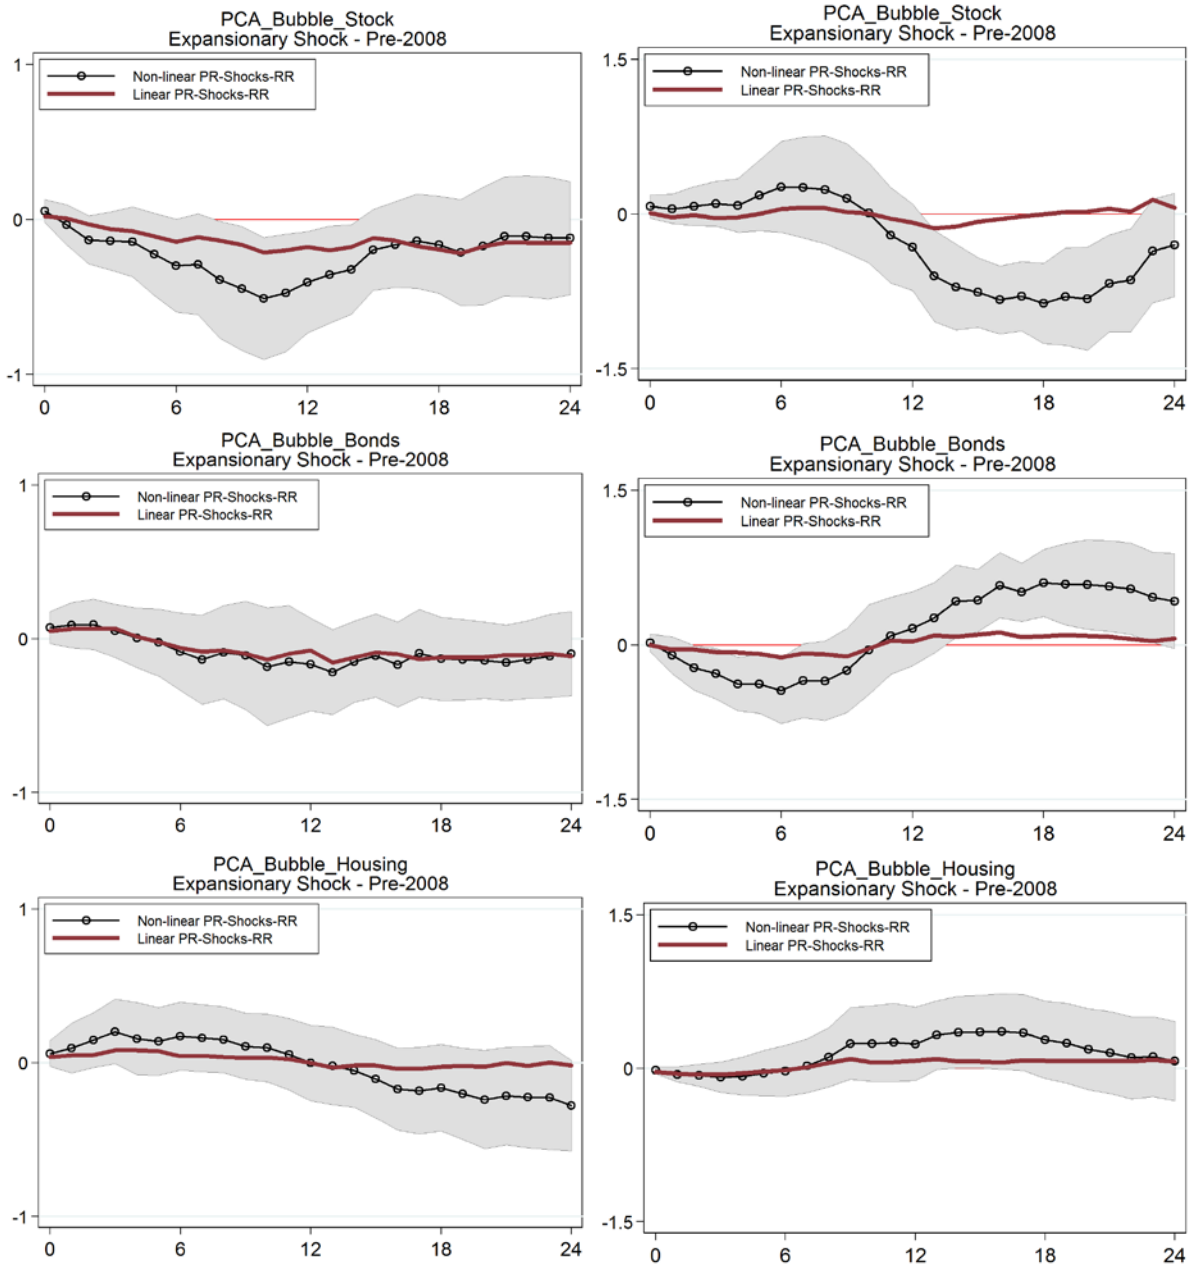 PCA_Bubble_Stock
Expansionary Shock - Pre-2008
Non-linear PR-Shocks-RR
Linear PR-Shocks-RR
1
0
-1
0 6 12 18 24
PCA_Bubble_Stock
Expansionary Shock - Pre-2008
Non-linear PR-Shocks-RR
Linear PR-Shocks-RR
1.5
0
-1.5
0 6 12 18 24
PCA_Bubble_Bonds
Expansionary Shock - Pre-2008
Non-linear PR-Shocks-RR
Linear PR-Shocks-RR
1
0
-1
0 6 12 18 24
PCA_Bubble_Bonds
Expansionary Shock - Pre-2008
Non-linear PR-Shocks-RR
Linear PR-Shocks-RR
1.5
0
-1.5
0 6 12 18 24
PCA_Bubble_Housing
Expansionary Shock - Pre-2008
Non-linear PR-Shocks-RR
Linear PR-Shocks-RR
1
0
-1
0 6 12 18 24
PCA_Bubble_Housing
Expansionary Shock - Pre-2008
Non-linear PR-Shocks-RR
Linear PR-Shocks-RR
1.5
0
-1.5
0 6 12 18 24